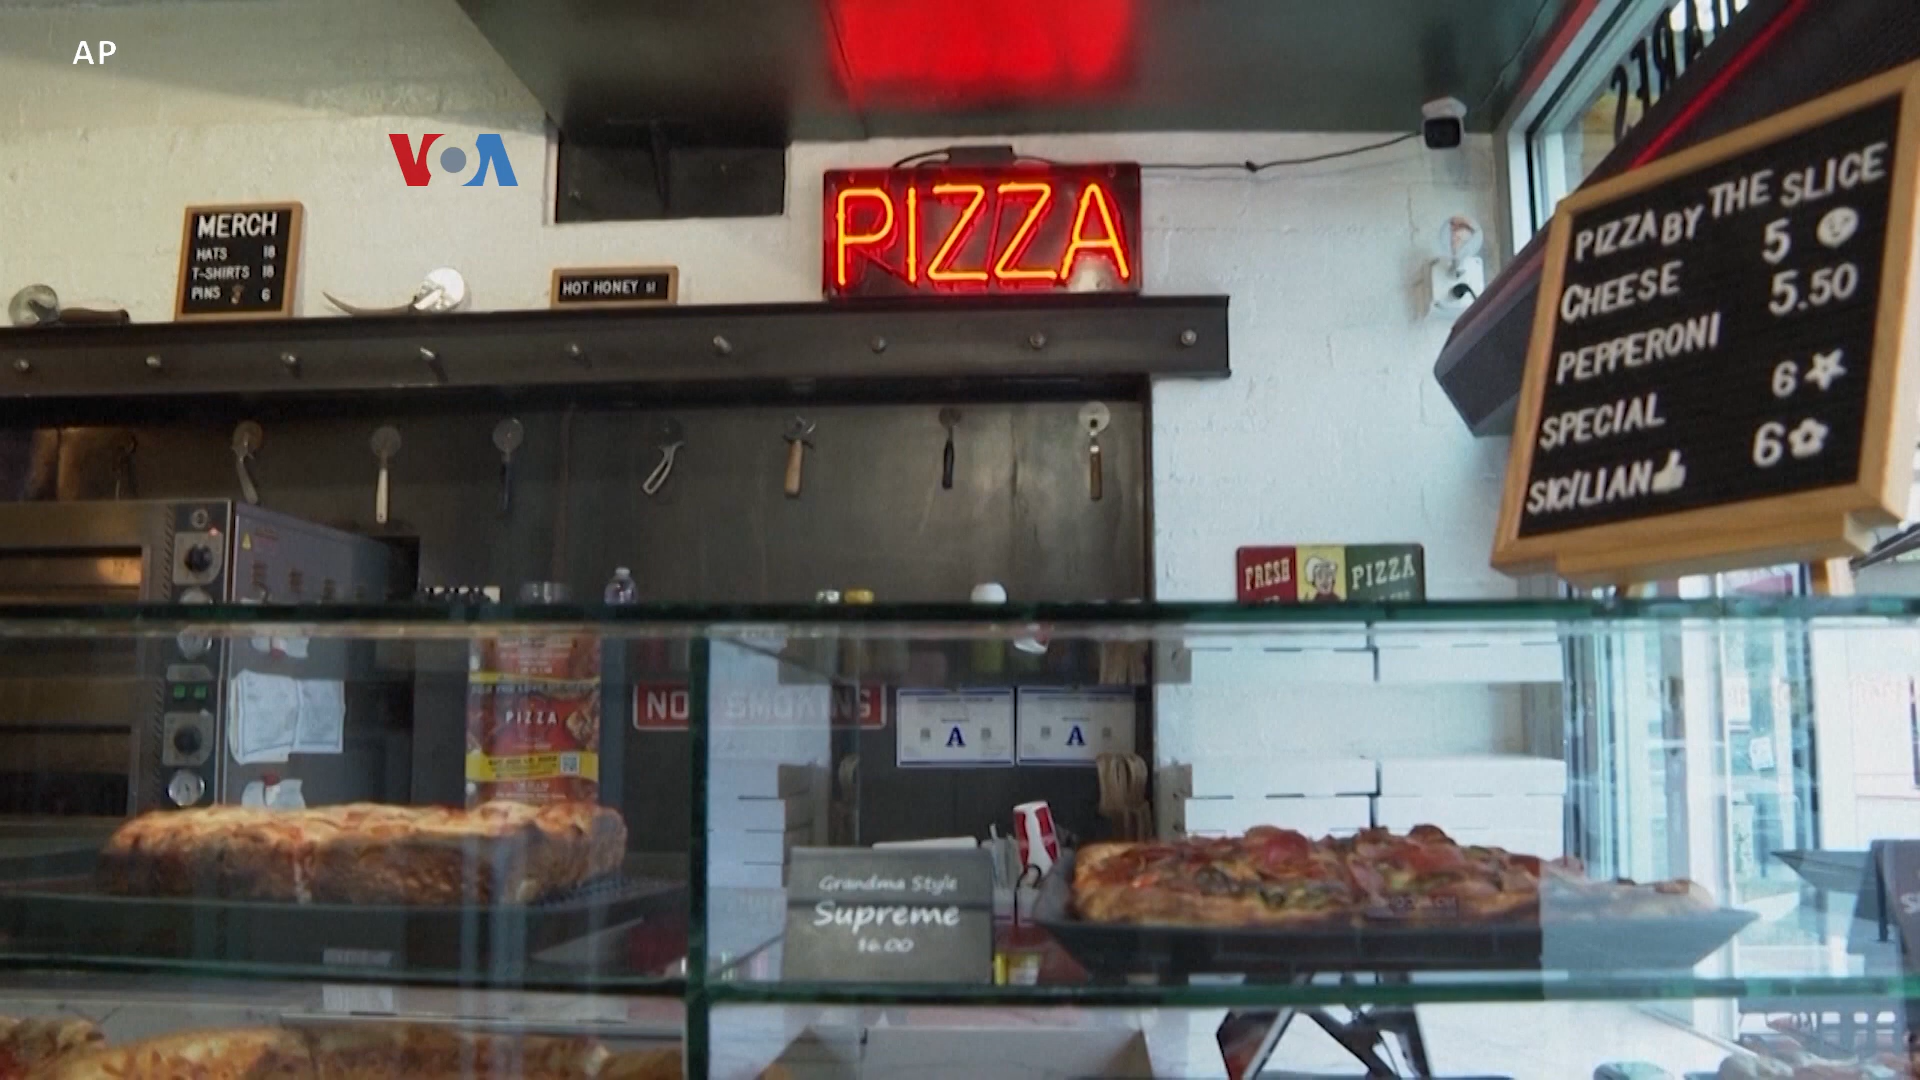 AP
VOA
PIZZA
MERCH
HATS 18
T-SHIRTS 18
PINS 6
HOT HONEY $1
PIZZA BY THE SLICE
CHEESE 5
PEPPERONI 5.50
SPECIAL 6
SICILIAN 6
FRESH PIZZA
PIZZA
NO SMOKING
A
A
Grandma Style
Supreme
$6.00